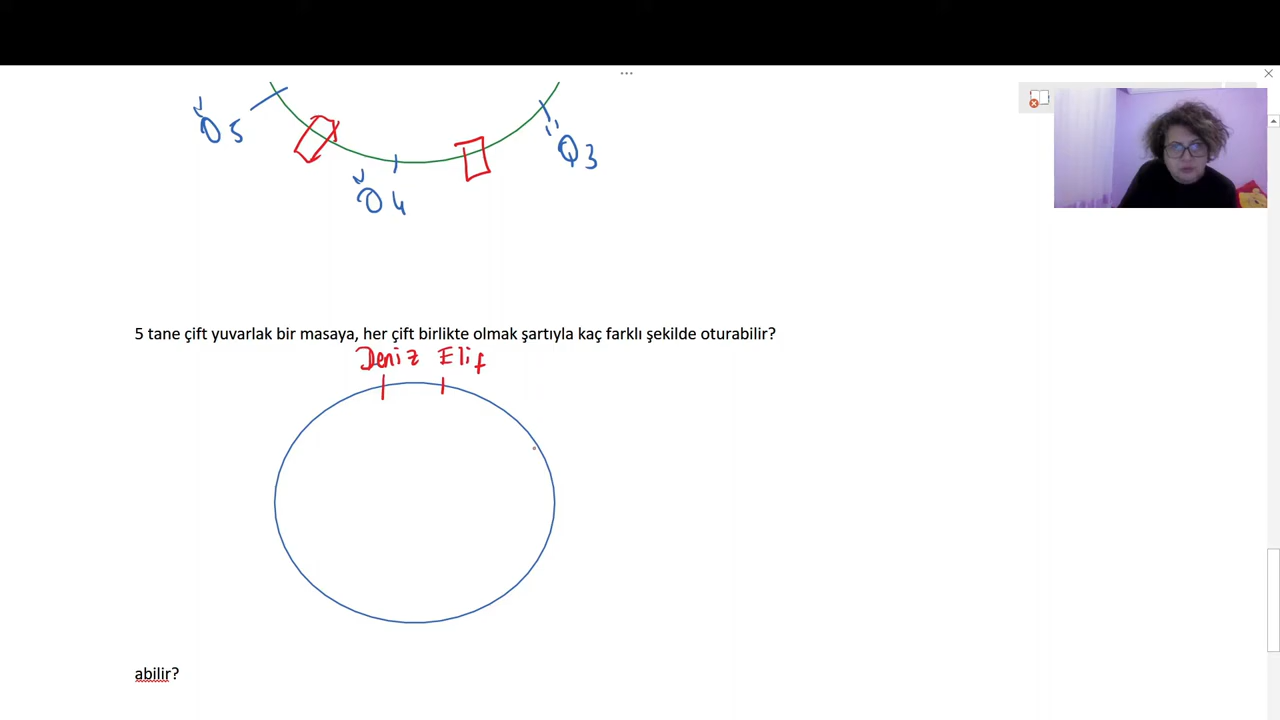 Ö5
Ö4
Ö3
5 tane çift yuvarlak bir masaya, her çift birlikte olmak şartıyla kaç farklı şekilde oturabilir?
Deniz Elif
abilir?